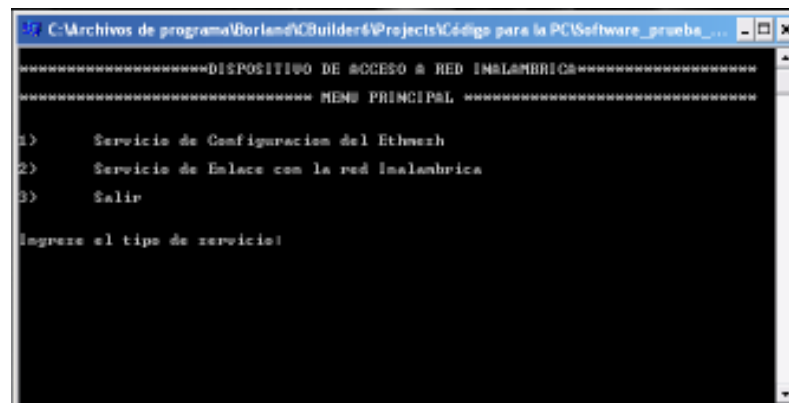 C:\Archivos de programa\Borland\CBuilder6\Projects\Código para la PC\Software_prueba_...
*********************DISPOSITIVO DE ACCESO A RED INALAMBRICA********************
******************************** MENU PRINCIPAL ********************************
1) Servicio de Configuracion del Ethmesh
2) Servicio de Enlace con la red Inalambrica
3) Salir
Ingrese el tipo de servicio: